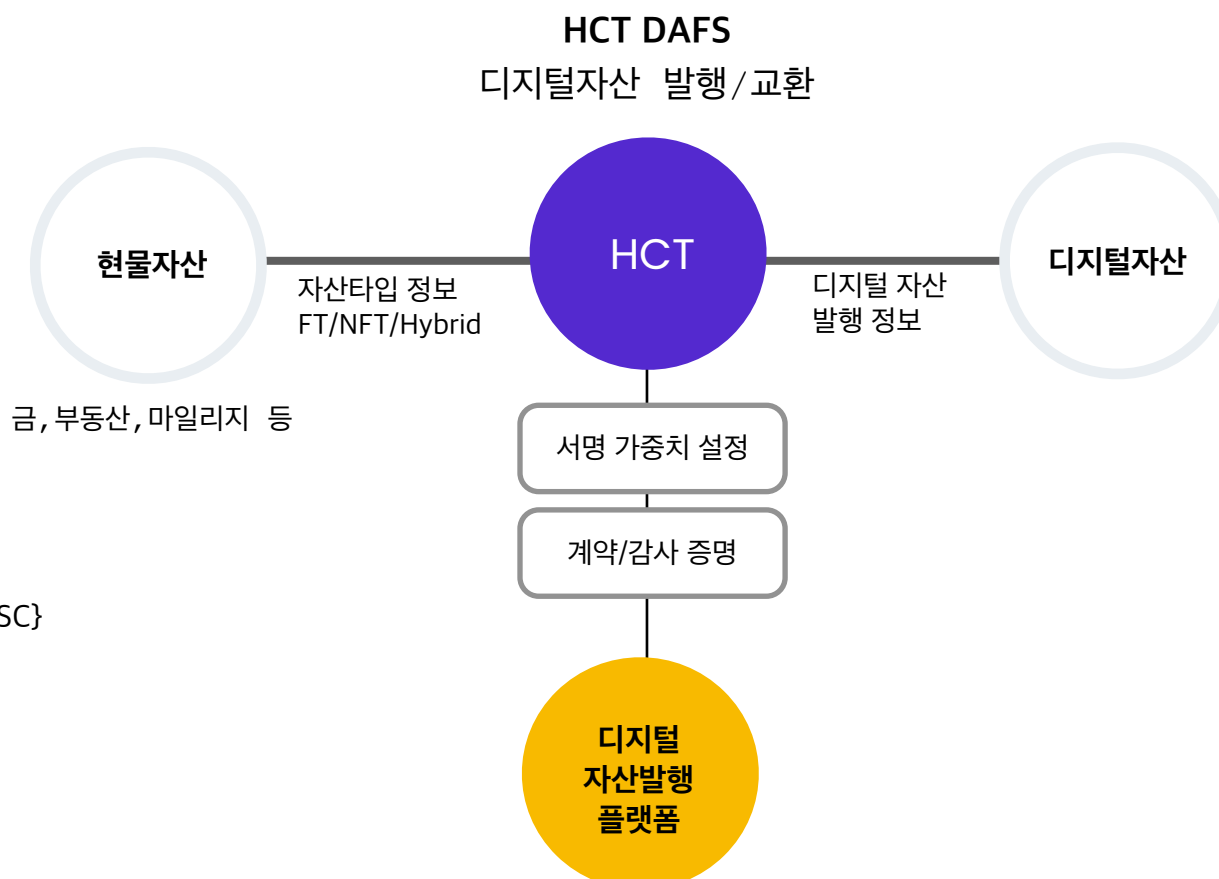 HCT DAFS
디지털자산 발행/교환
현물자산
HCT
디지털자산
자산타입 정보
FT/NFT/Hybrid
디지털 자산
발행 정보
금,부동산,마일리지 등
서명 가중치 설정
계약/감사 증명
SC}
디지털
자산발행
플랫폼